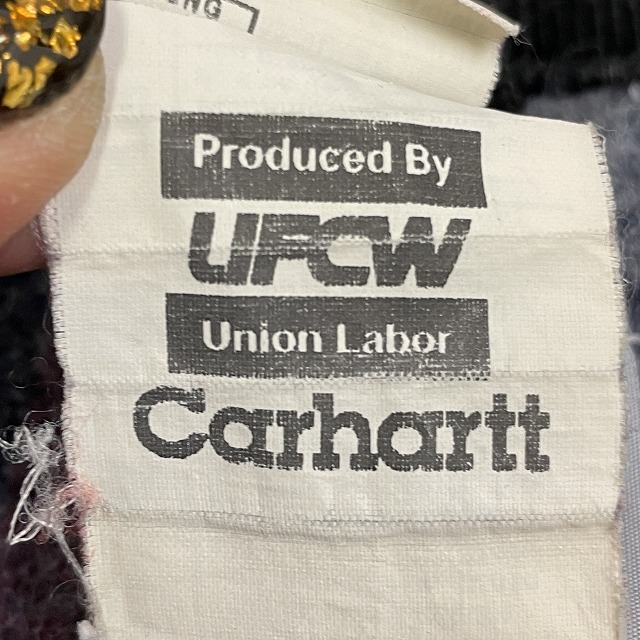 Produced By
UFCW
Union Labor
Carhartt